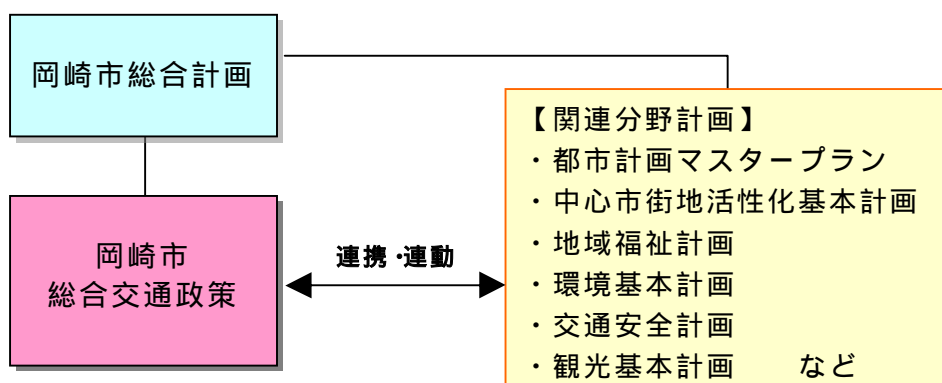 岡崎市総合計画
岡崎市
総合交通政策
連携・連動
【関連分野計画】
・都市計画マスタープラン
・中心市街地活性化基本計画
・地域福祉計画
・環境基本計画
・交通安全計画
・観光基本計画　　など